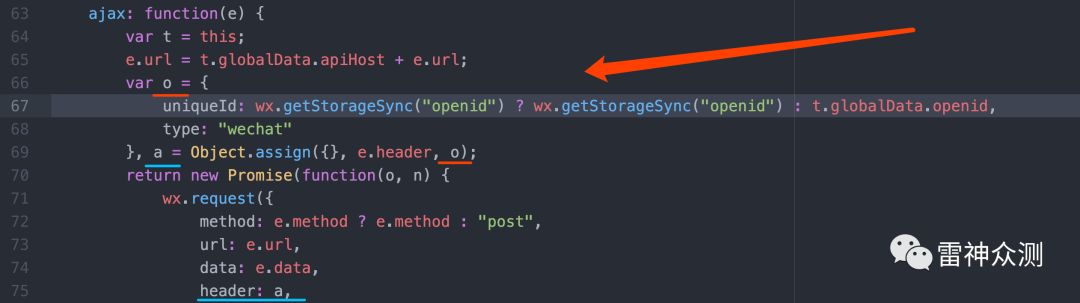 63 ajax: function(e) {
64 var t = this;
65 e.url = t.globalData.apiHost + e.url;
66 var o = {
67 uniqueId: wx.getStorageSync("openid") ? wx.getStorageSync("openid") : t.globalData.openid,
68 type: "wechat"
69 }, a = Object.assign({}, e.header, o);
70 return new Promise(function(o, n) {
71 wx.request({
72 method: e.method ? e.method : "post",
73 url: e.url,
74 data: e.data,
75 header: a,
雷神众测